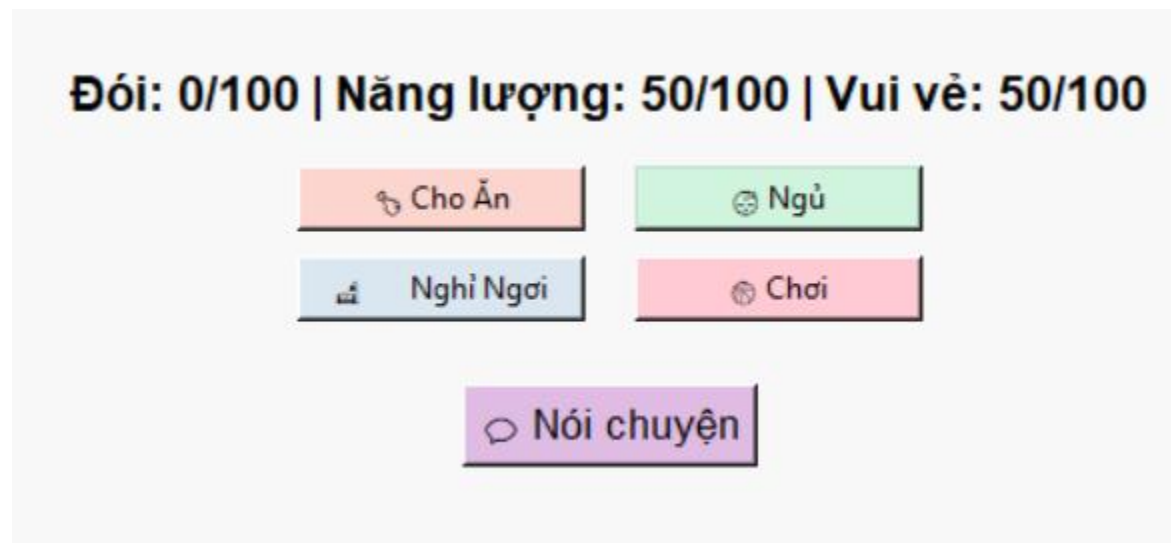 Đói: 0/100 | Năng lượng: 50/100 | Vui vẻ: 50/100
Cho Ăn
Ngủ
Nghỉ Ngơi
Chơi
Nói chuyện